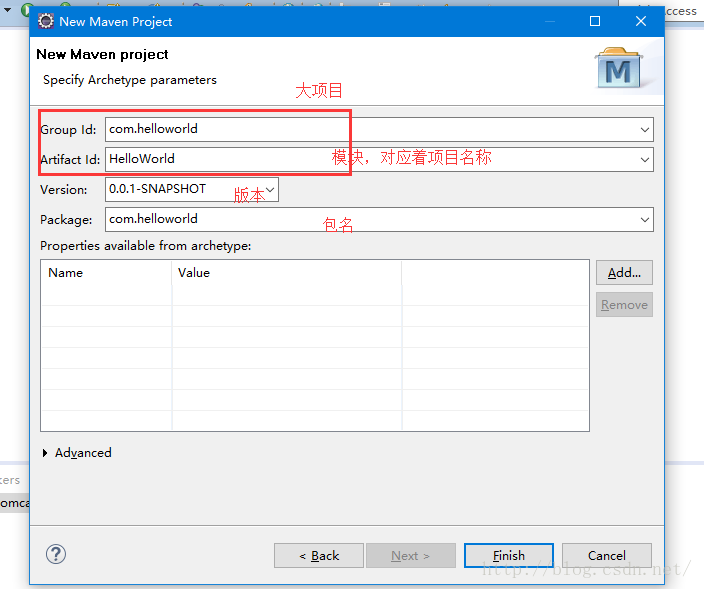 ccess
New Maven Project
New Maven project
Specify Archetype parameters
大项目
Group Id: com.helloworld
Artifact Id: HelloWorld 模块，对应着项目名称
Version: 0.0.1-SNAPSHOT 版本
Package: com.helloworld 包名
Properties available from archetype:
Name Value
Add...
Remove
Advanced
kers
omca
? < Back Next > Finish Cancel
http://blog.csdn.net/